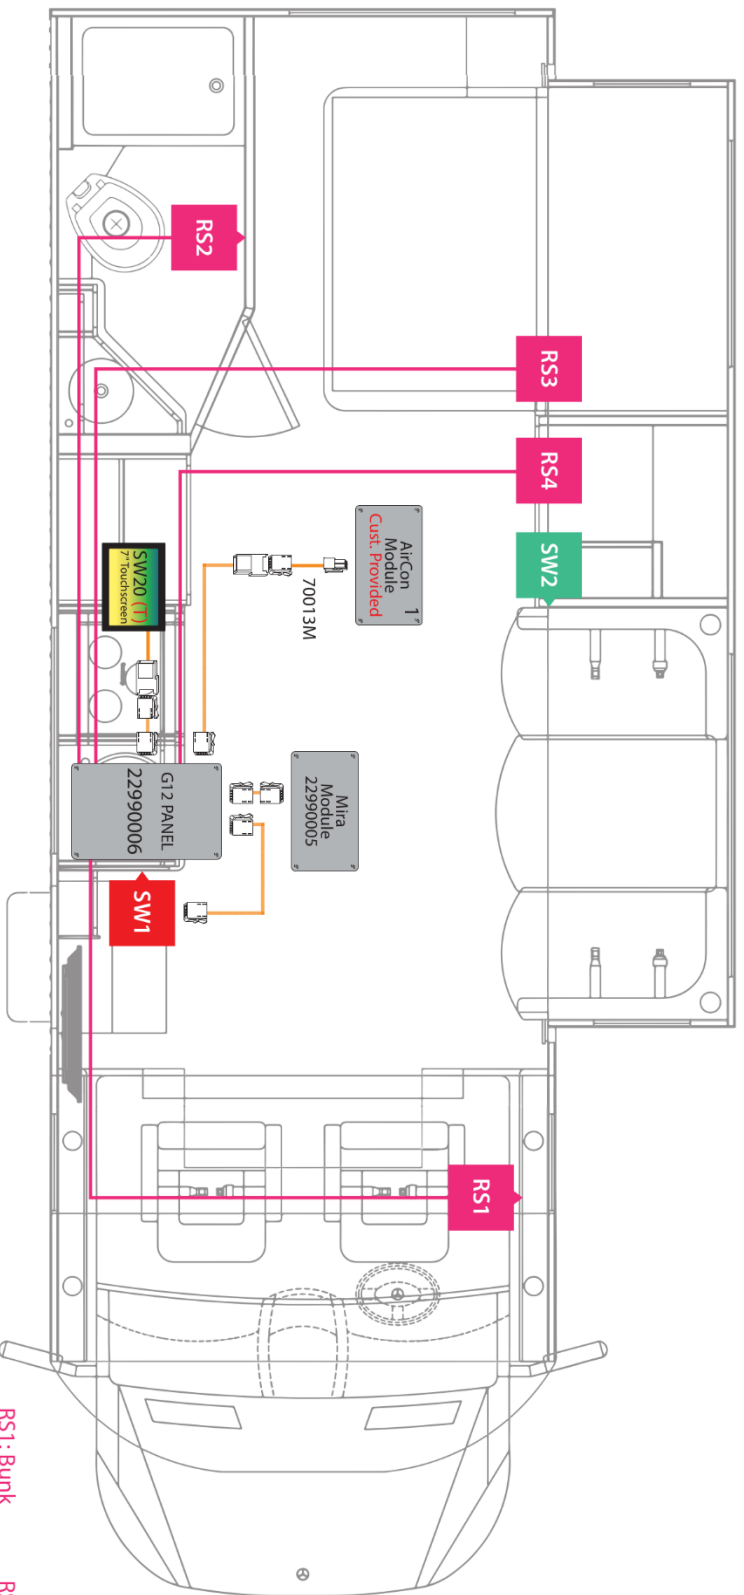 RS2
RS3
RS4
SW2
AirCon
Module
Cust. Provided
1
70013M
SW20 (T)
7" Touchscreen
Mira
Module
22990005
G12 PANEL
22990006
SW1
RS1
RS1: Bunk